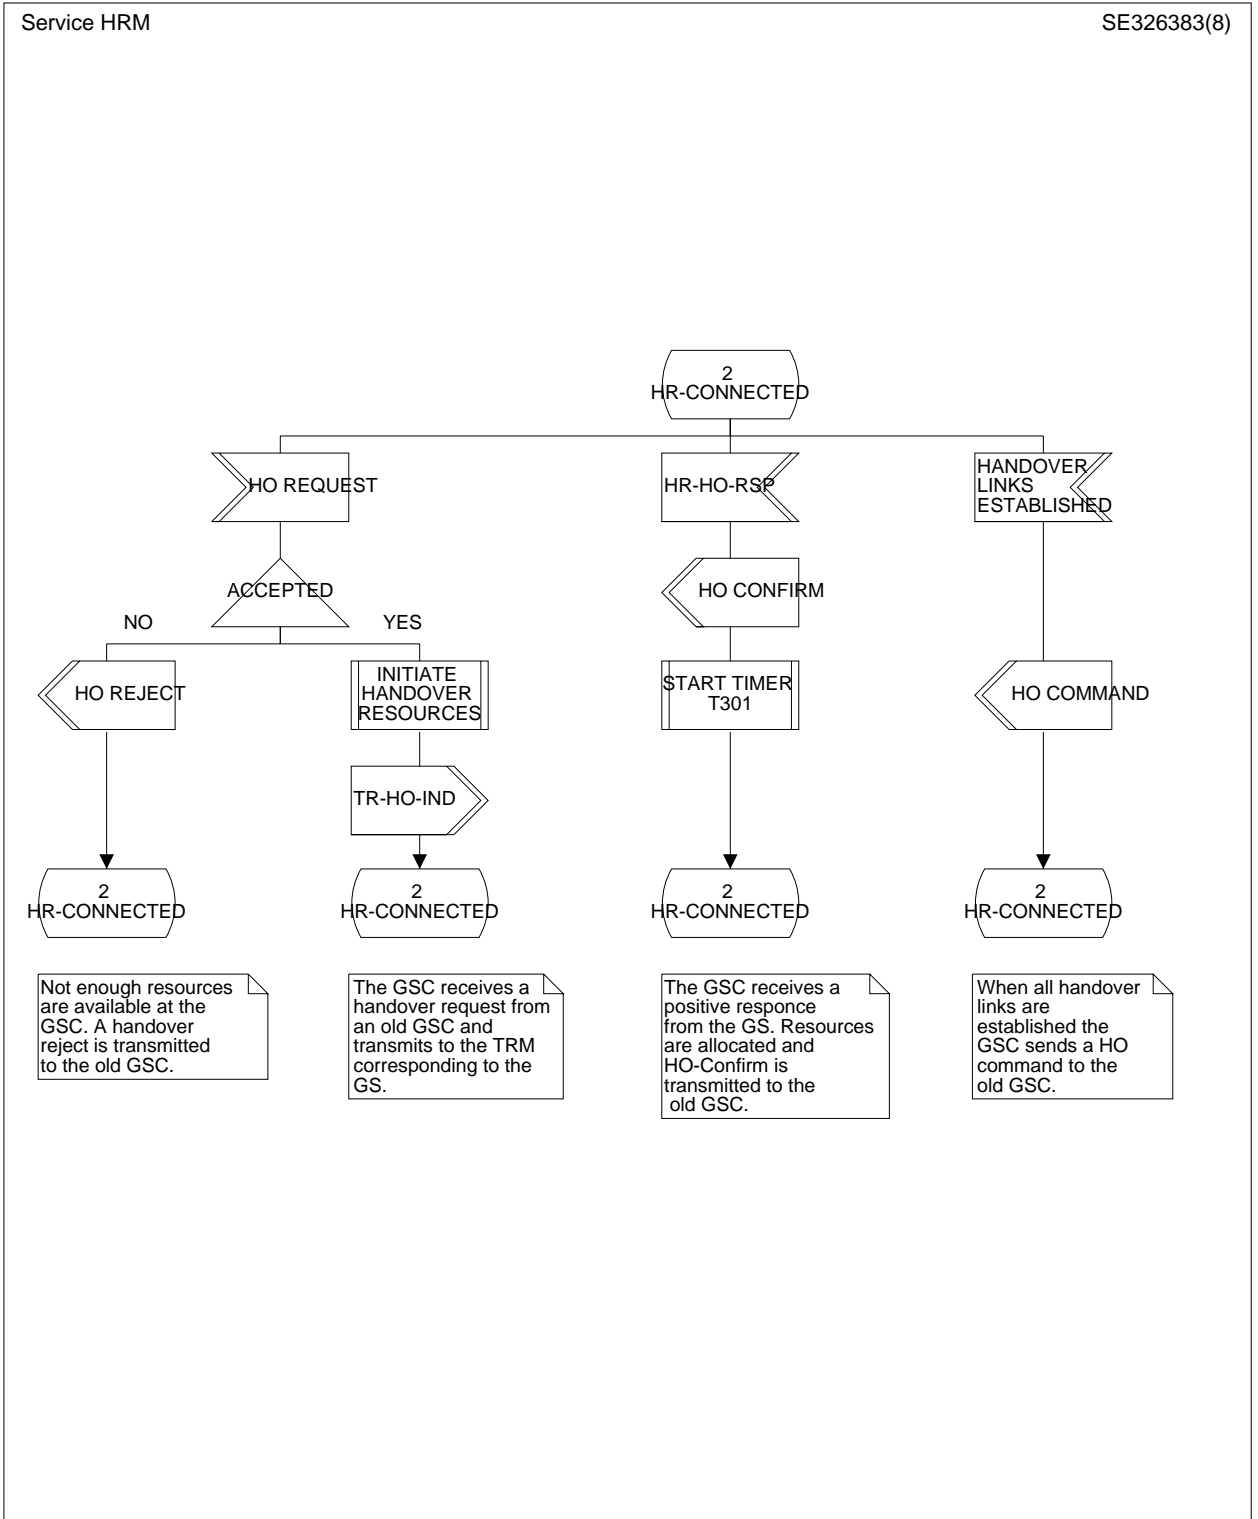 Service HRM
SE326383(8)
2
HR-CONNECTED
HO REQUEST
HR-HO-RSP
HANDOVER
LINKS
ESTABLISHED
ACCEPTED
HO CONFIRM
NO
YES
HO REJECT
INITIATE
HANDOVER
RESOURCES
START TIMER
T301
HO COMMAND
TR-HO-IND
2
HR-CONNECTED
2
HR-CONNECTED
2
HR-CONNECTED
2
HR-CONNECTED
Not enough resources
are available at the
GSC. A handover
reject is transmitted
to the old GSC.
The GSC receives a
handover request from
an old GSC and
transmits to the TRM
corresponding to the
GS.
The GSC receives a
positive responce
from the GS. Resources
are allocated and
HO-Confirm is
transmitted to the
old GSC.
When all handover
links are
established the
GSC sends a HO
command to the
old GSC.